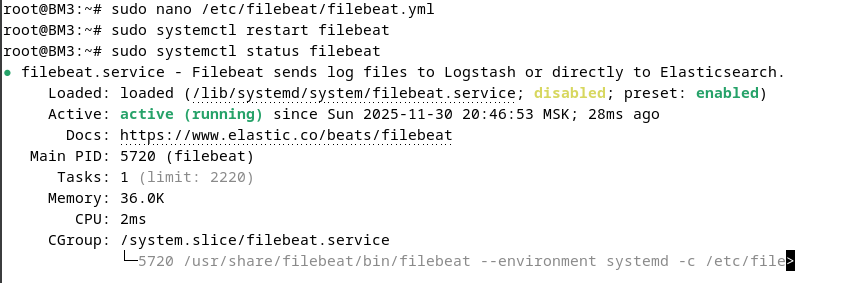 root@BM3:~# sudo nano /etc/filebeat/filebeat.yml
root@BM3:~# sudo systemctl restart filebeat
root@BM3:~# sudo systemctl status filebeat
● filebeat.service - Filebeat sends log files to Logstash or directly to Elasticsearch.
Loaded: loaded (/lib/systemd/system/filebeat.service; disabled; preset: enabled)
Active: active (running) since Sun 2025-11-30 20:46:53 MSK; 28ms ago
Docs: https://www.elastic.co/beats/filebeat
Main PID: 5720 (filebeat)
Tasks: 1 (limit: 2220)
Memory: 36.0K
CPU: 2ms
CGroup: /system.slice/filebeat.service
└─5720 /usr/share/filebeat/bin/filebeat --environment systemd -c /etc/file>